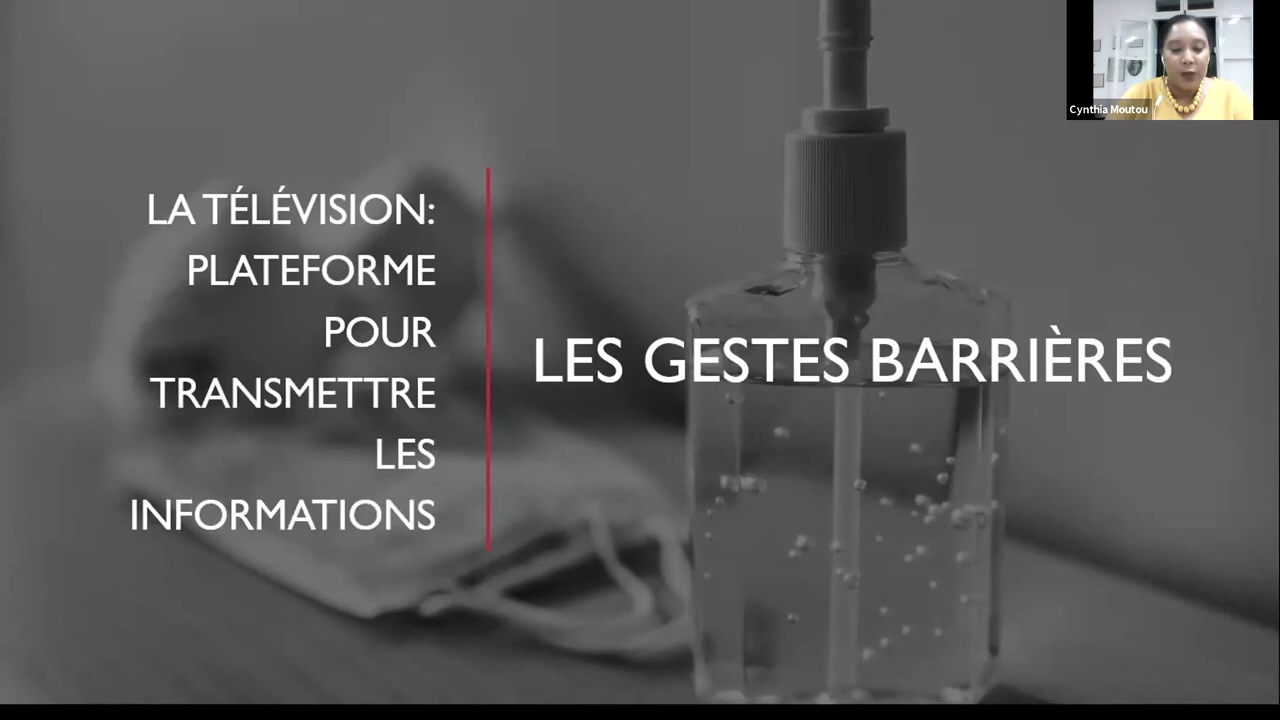 Cynthia Moutou
LA TÉLÉVISION:
PLATEFORME
POUR
TRANSMETTRE
LES
INFORMATIONS
LES GESTES BARRIÈRES